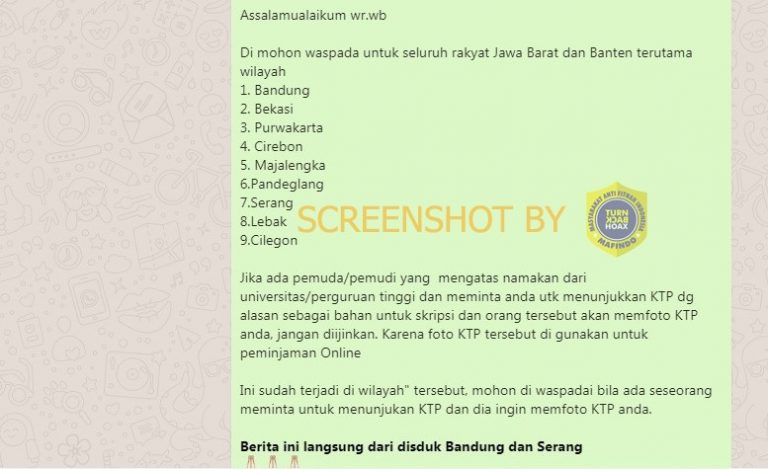 Assalamualaikum wr.wb
Di mohon waspada untuk seluruh rakyat Jawa Barat dan Banten terutama
wilayah
1. Bandung
2. Bekasi
3. Purwakarta
4. Cirebon
5. Majalengka
6.Pandeglang
7.Serang
8.Lebak
9.Cilegon
SCREENSHOT BY
MASYARAKAT ANTI FITNAH INDONESIA
TURN
BACK
HOAX
MAFINDO
Jika ada pemuda/pemudi yang  mengatas namakan dari
universitas/perguruan tinggi dan meminta anda utk menunjukkan KTP dg
alasan sebagai bahan untuk skripsi dan orang tersebut akan memfoto KTP
anda, jangan diijinkan. Karena foto KTP tersebut di gunakan untuk
peminjaman Online
Ini sudah terjadi di wilayah" tersebut, mohon di waspadai bila ada seseorang
meminta untuk menunjukan KTP dan dia ingin memfoto KTP anda.
Berita ini langsung dari disduk Bandung dan Serang